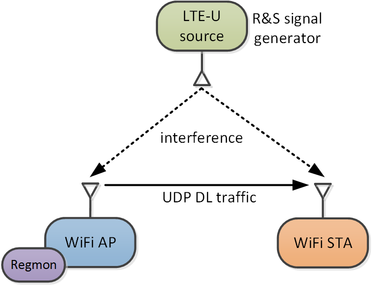 LTE-U
source
R&S signal
generator
interference
UDP DL traffic
WiFi AP
WiFi STA
Regmon